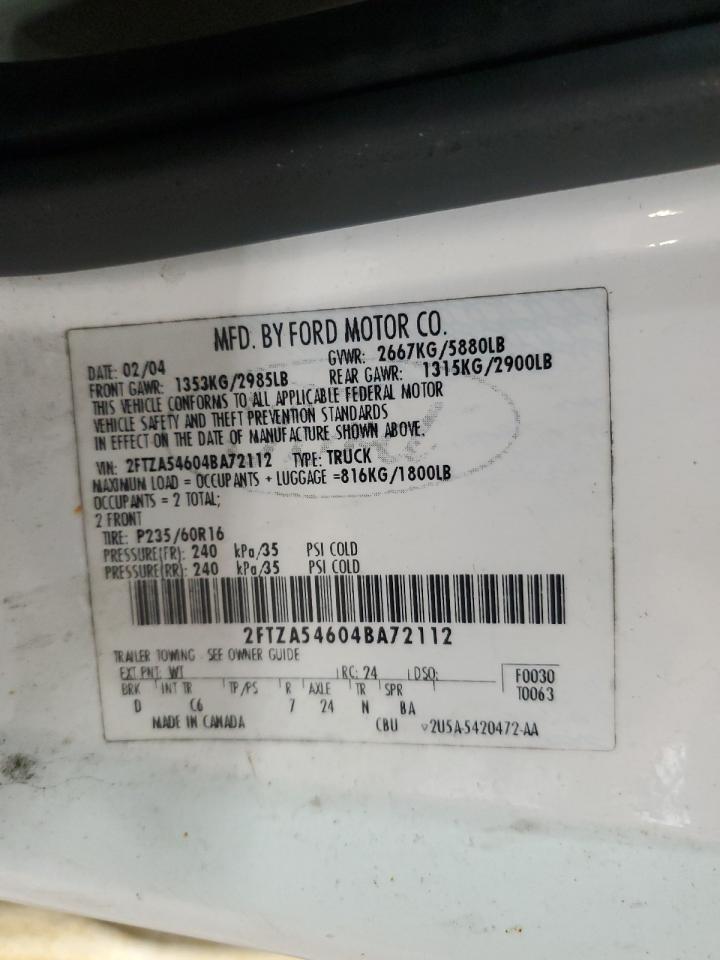 MFD. BY FORD MOTOR CO.
DATE: 02/04 GVWR: 2667KG/5880LB
FRONT GAWR: 1353KG/2985LB REAR GAWR: 1315KG/2900LB
THIS VEHICLE CONFORMS TO ALL APPLICABLE FEDERAL MOTOR
VEHICLE SAFETY AND THEFT PREVENTION STANDARDS
IN EFFECT ON THE DATE OF MANUFACTURE SHOWN ABOVE.
VIN: 2FTZA54604BA72112 TYPE: TRUCK
MAXIMUM LOAD = OCCUPANTS + LUGGAGE =816KG/1800LB
OCCUPANTS = 2 TOTAL;
2 FRONT
TIRE: P235/60R16
PRESSURE(FR): 240 kPa/35 PSI COLD
PRESSURE(RR): 240 kPa/35 PSI COLD
2FTZA54604BA72112
TRAILER TOWING - SEE OWNER GUIDE
EXT PNT: WT RC: 24 DSO: F0030
BRK INT TR TP/PS R AXLE TR SPR T0063
D C6 7 24 N BA
MADE IN CANADA CBU ▽2U5A-5420472-AA